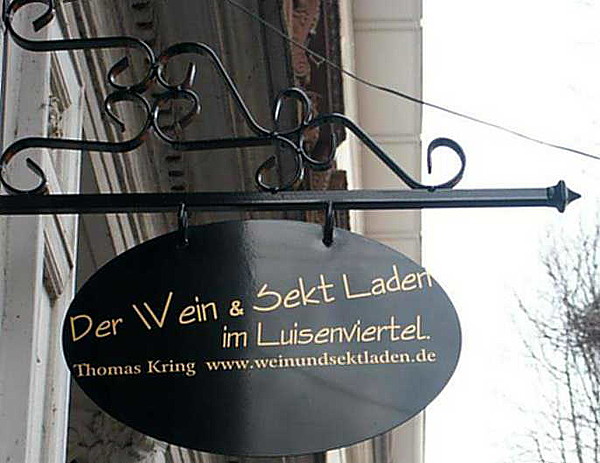 Der Wein & Sekt Laden
im Luisenviertel.
Thomas Kring www.weinundsektladen.de